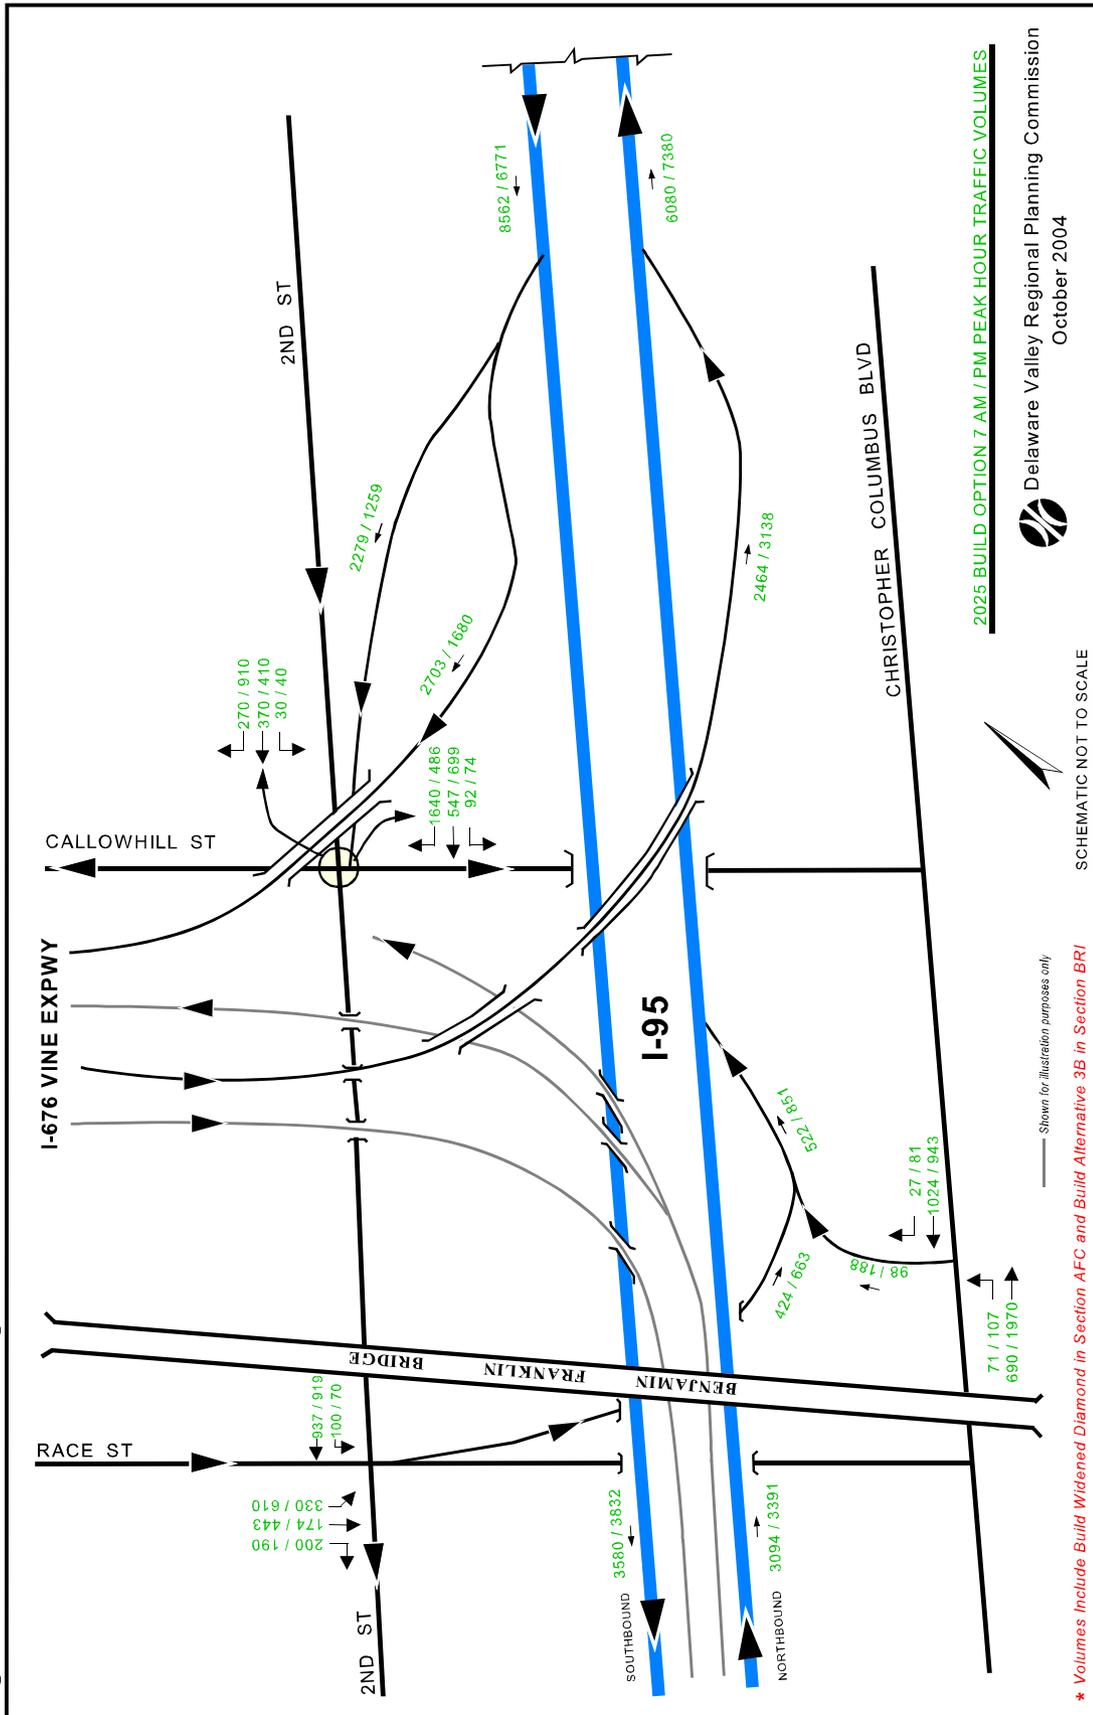 2ND ST
8562 / 6771
6080 / 7380
2025 BUILD OPTION 7 AM / PM PEAK HOUR TRAFFIC VOLUMES
Delaware Valley Regional Planning Commission
October 2004
2279 / 1259
2703 / 1680
2464 / 3138
CHRISTOPHER COLUMBUS BLVD
270 / 910
370 / 410
30 / 40
1640 / 486
547 / 699
92 / 74
CALLOWHILL ST
SCHEMATIC NOT TO SCALE
I-676 VINE EXPWY
I-95
Shown for illustration purposes only
522 / 851
27 / 81
1024 / 943
424 / 663
98 / 188
71 / 107
690 / 1970
BENJAMIN FRANKLIN BRIDGE
RACE ST
937 / 919
100 / 70
330 / 610
174 / 443
200 / 190
3580 / 3832
3094 / 3391
SOUTHBOUND
NORTHBOUND
2ND ST
* Volumes Include Build Widened Diamond in Section AFC and Build Alternative 3B in Section BRI